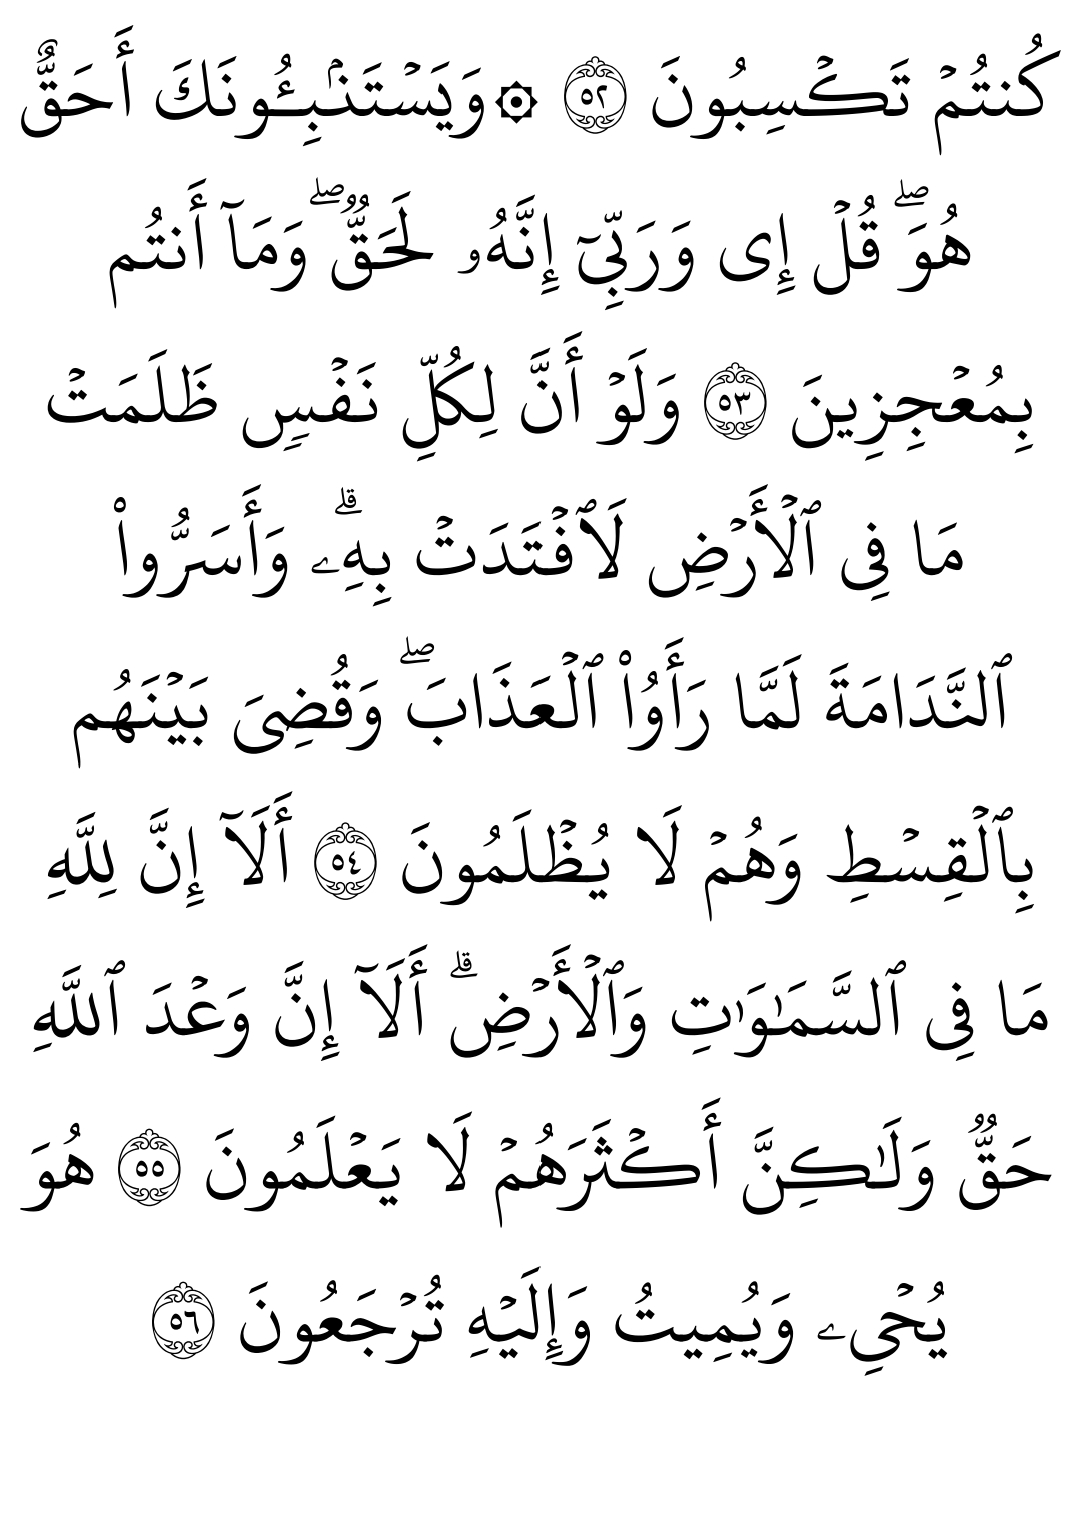 كُنتُمۡ تَكۡسِبُونَ ٥٢ ۞وَيَسۡتَنۢبِـُٔونَكَ أَحَقٌّ
هُوَۖ قُلۡ إِى وَرَبِّىٓ إِنَّهُۥ لَحَقࣱّۖ وَمَآ أَنتُم
بِمُعۡجِزِينَ ٥٣ وَلَوۡ أَنَّ لِكُلِّ نَفۡسࣲ ظَلَمَتۡ
مَا فِى ٱلۡأَرۡضِ لَٱفۡتَدَتۡ بِهِۦۗ وَأَسَرُّوا۟
ٱلنَّدَامَةَ لَمَّا رَأَوُا۟ ٱلۡعَذَابَۖ وَقُضِىَ بَيۡنَهُم
بِٱلۡقِسۡطِ وَهُمۡ لَا يُظۡلَمُونَ ٥٤ أَلَآ إِنَّ لِلَّهِ
مَا فِى ٱلسَّمَـٰوَ ٰ⁠تِ وَٱلۡأَرۡضِۗ أَلَآ إِنَّ وَعۡدَ ٱللَّهِ
حَقࣱّ وَلَـٰكِنَّ أَكۡثَرَهُمۡ لَا يَعۡلَمُونَ ٥٥ هُوَ
يُحۡيِۦ وَيُمِيتُ وَإِلَيۡهِ تُرۡجَعُونَ ٥٦